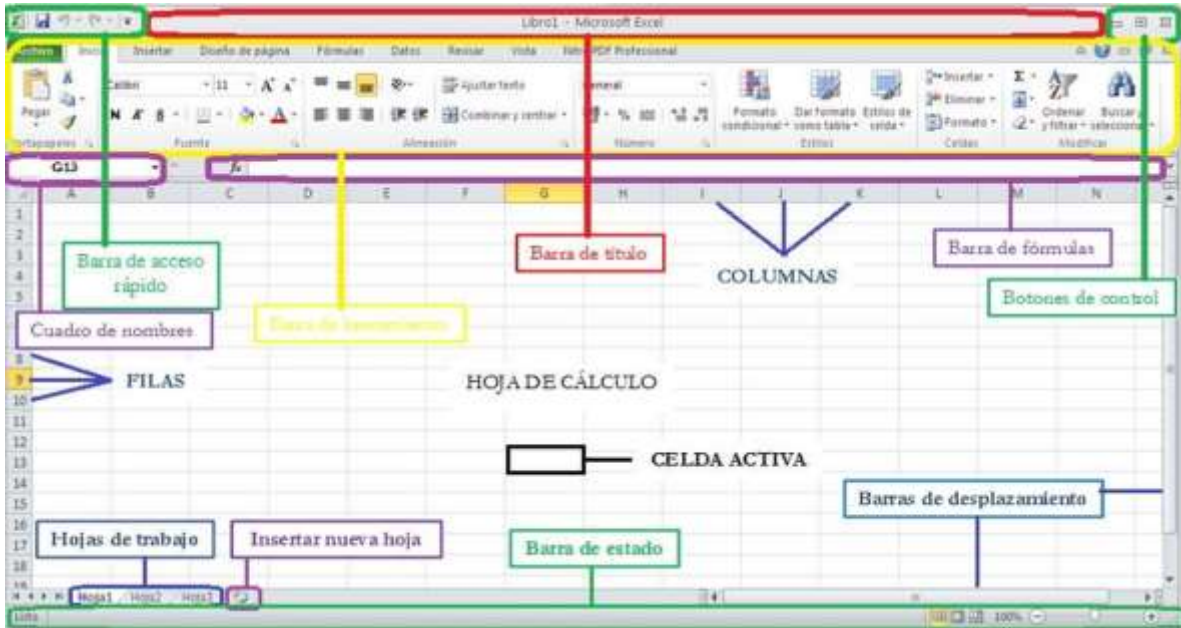 Libro1 - Microsoft Excel
Insertar Diseño de página Fórmulas Datos Revisar Vista PDF Professional
Pegar
Calibri 11
N K S
Ajustar texto
Combinar y centrar
%
Formato condicional
Dar formato como tabla
Estilos de celda
Insertar
Eliminar
Formato
Σ
Ordenar y filtrar
Buscar y seleccionar
Fuente Alineación Número Estilos Celdas Modificar
G13 fx
A B C D E F G H I J K L M N
1
2
3
4
5
8
9
10
11
12
13
14
15
16
17
18
Barra de acceso rápido
Barra de título
COLUMNAS
Barra de fórmulas
Botones de control
Cuadro de nombres
Barra de herramientas
FILAS
HOJA DE CÁLCULO
CELDA ACTIVA
Barras de desplazamiento
Hojas de trabajo
Insertar nueva hoja
Barra de estado
Hoja1 Hoja2 Hoja3
Listo
100%